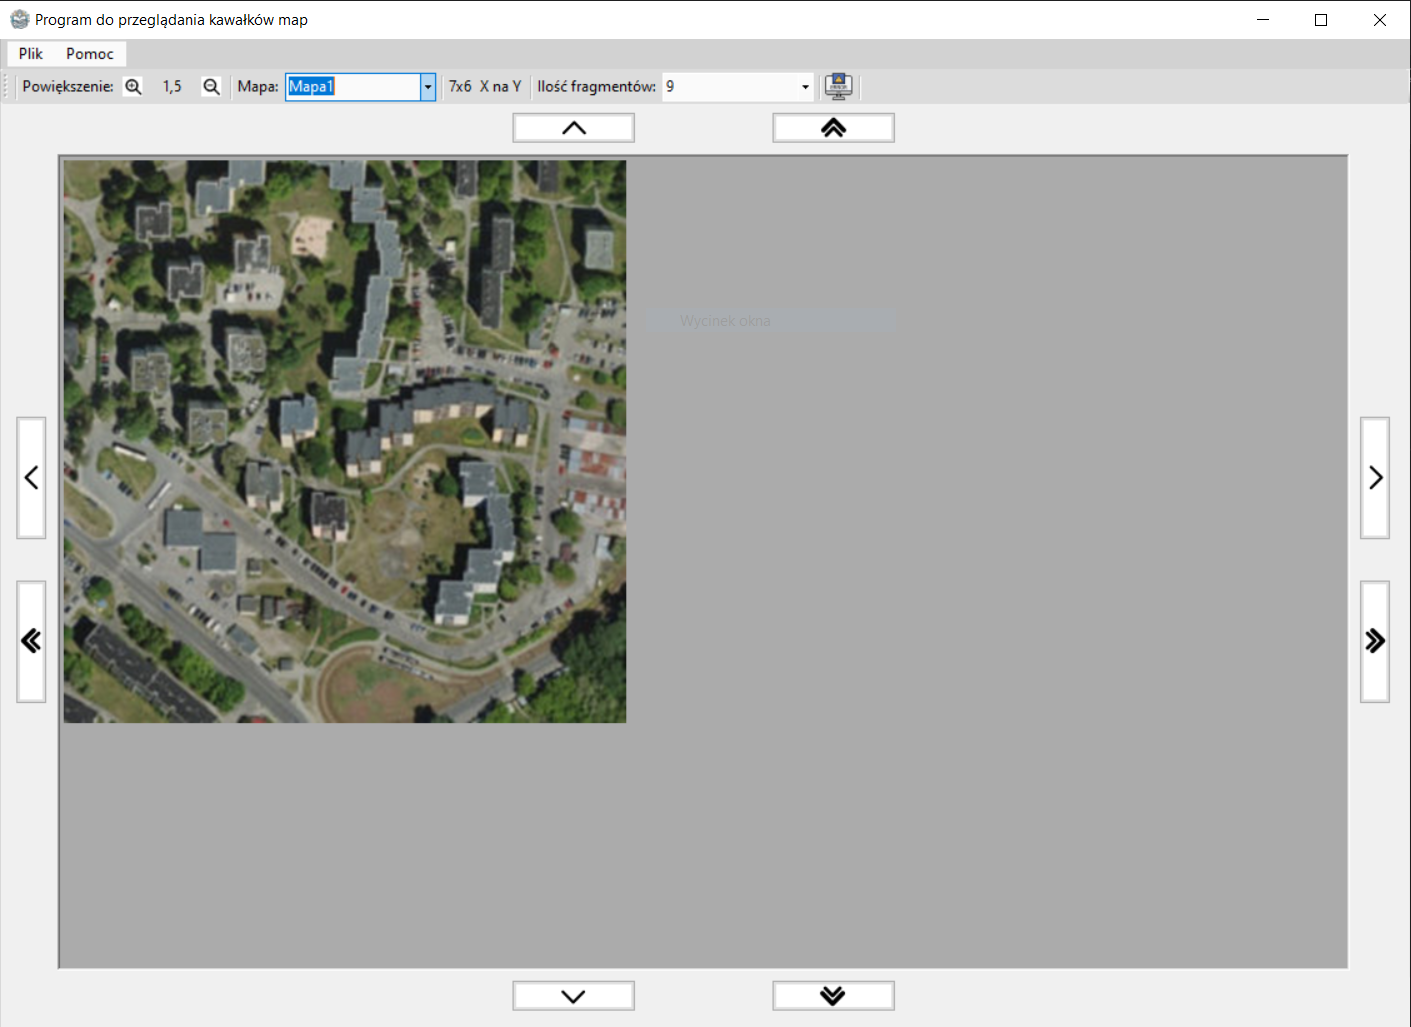 Program do przeglądania kawałków map
Plik Pomoc
Powiększenie: 1,5 Mapa: Mapa1 7x6 X na Y Ilość fragmentów: 9
Wycinek okna